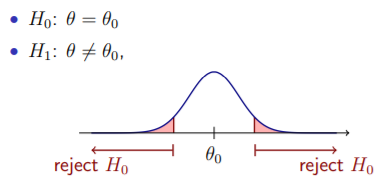 • H₀: θ = θ₀
• H₁: θ ≠ θ₀,
θ₀
reject H₀ reject H₀